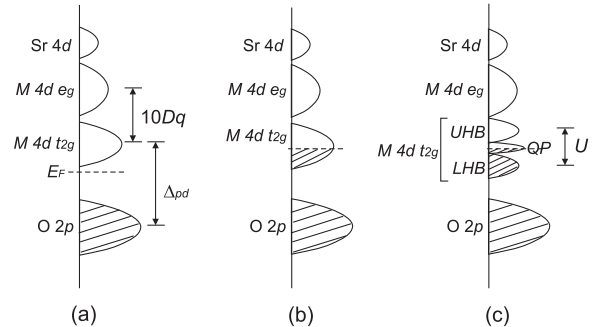 Sr 4d
M 4d eg
10Dq
M 4d t2g
EF
Δpd
O 2p
(a)
Sr 4d
M 4d eg
M 4d t2g
O 2p
(b)
Sr 4d
M 4d eg
UHB
M 4d t2g
QP
U
LHB
O 2p
(c)